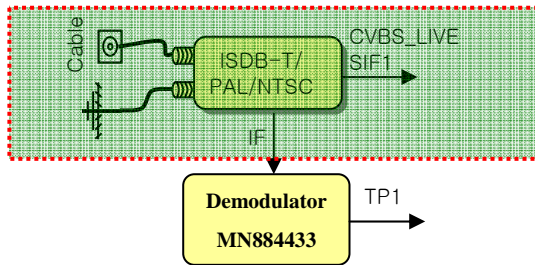 Cable
ISDB-T/
PAL/NTSC
CVBS_LIVE
SIF1
IF
Demodulator
MN884433
TP1